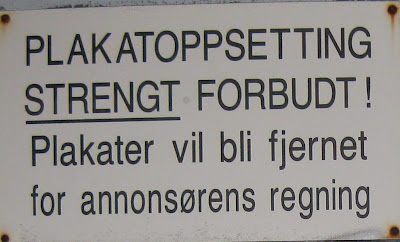 PLAKATOPPSETTING
STRENGT FORBUDT!
Plakater vil bli fjernet
for annonsørens regning